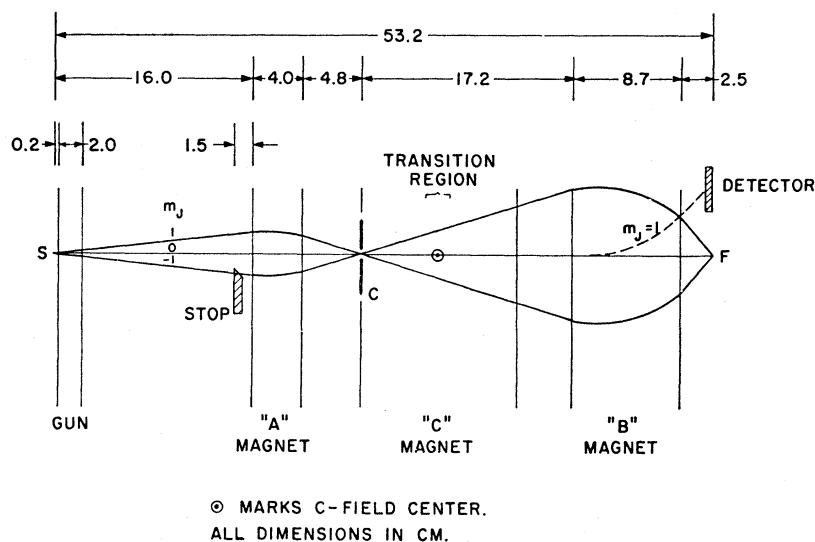 53.2
16.0 4.0 4.8 17.2 8.7 2.5
0.2 2.0 1.5
TRANSITION
REGION
DETECTOR
mJ
1
0
-1
mJ=1
S
F
STOP
C
GUN
"A"
MAGNET
"C"
MAGNET
"B"
MAGNET
⊙ MARKS C-FIELD CENTER.
ALL DIMENSIONS IN CM.